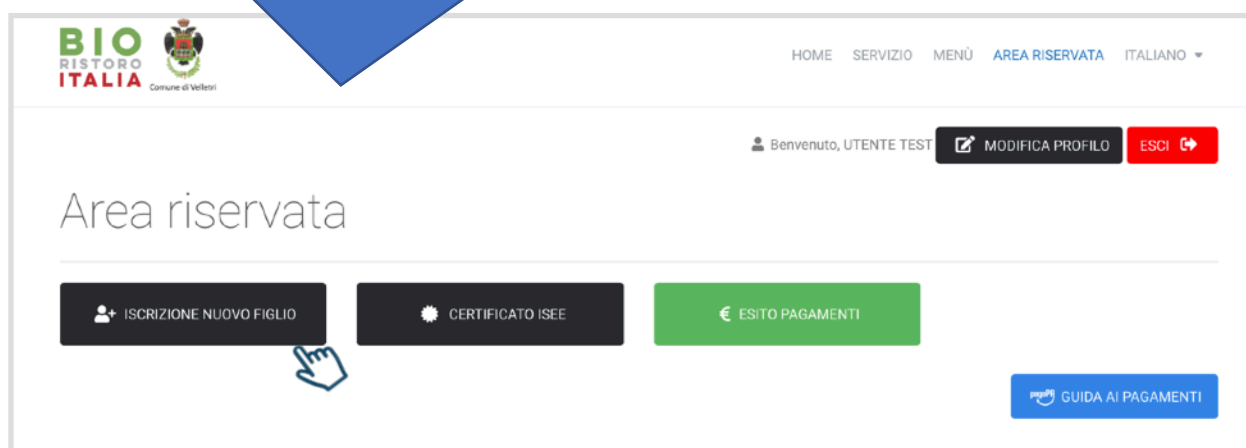 BIO
RISTORO
ITALIA
Comune di Velletri
HOME SERVIZIO MENÙ AREA RISERVATA ITALIANO
Benvenuto, UTENTE TEST MODIFICA PROFILO ESCI
Area riservata
ISCRIZIONE NUOVO FIGLIO CERTIFICATO ISEE € ESITO PAGAMENTI
pagoPA GUIDA AI PAGAMENTI